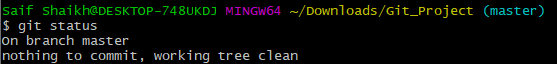 Saif Shaikh@DESKTOP-748UKDJ MINGW64 ~/Downloads/Git_Project (master)
$ git status
On branch master
nothing to commit, working tree clean